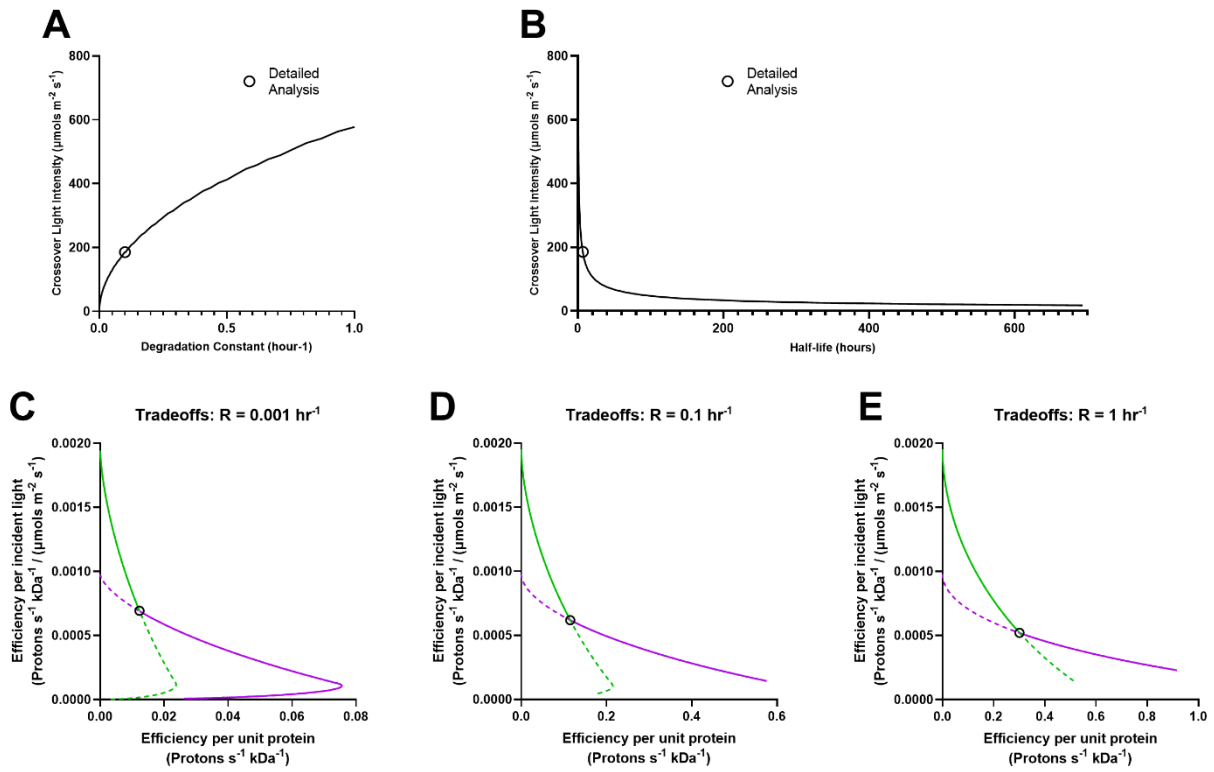 A
Crossover Light Intensity (µmols m-2 s-1)
800
600
400
200
0
Detailed
Analysis
0.0
0.5
1.0
Degradation Constant (hour-1)
B
Crossover Light Intensity (µmols m-2 s-1)
800
600
400
200
0
Detailed
Analysis
0
200
400
600
Half-life (hours)
C
Tradeoffs: R = 0.001 hr-1
Efficiency per incident light
(Protons s-1 kDa-1 / (µmols m-2 s-1)
0.0020
0.0015
0.0010
0.0005
0.0000
0.00
0.02
0.04
0.06
0.08
Efficiency per unit protein
(Protons s-1 kDa-1)
D
Tradeoffs: R = 0.1 hr-1
Efficiency per incident light
(Protons s-1 kDa-1 / (µmols m-2 s-1)
0.0020
0.0015
0.0010
0.0005
0.0000
0.0
0.2
0.4
0.6
Efficiency per unit protein
(Protons s-1 kDa-1)
E
Tradeoffs: R = 1 hr-1
Efficiency per incident light
(Protons s-1 kDa-1 / (µmols m-2 s-1)
0.0020
0.0015
0.0010
0.0005
0.0000
0.0
0.2
0.4
0.6
0.8
1.0
Efficiency per unit protein
(Protons s-1 kDa-1)